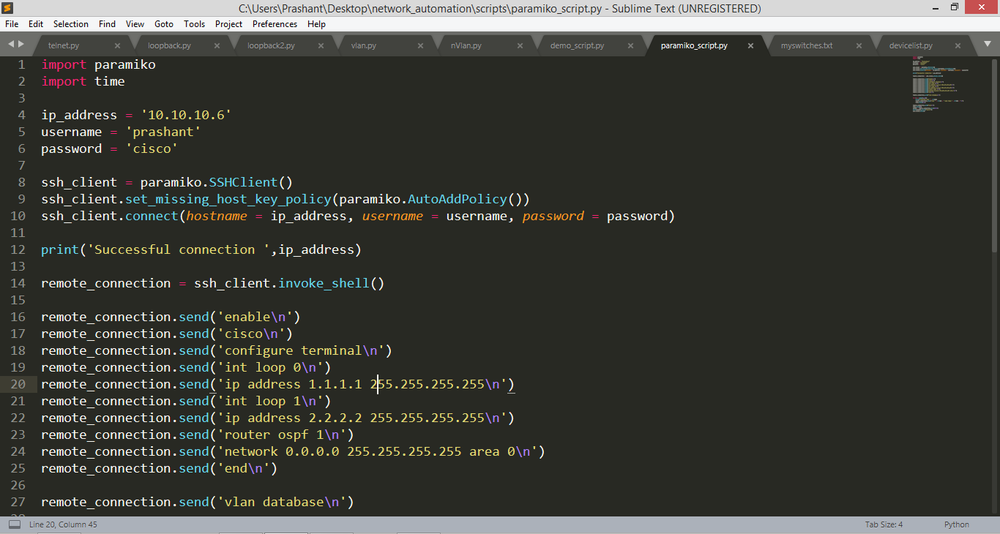 C:\Users\Prashant\Desktop\network_automation\scripts\paramiko_script.py - Sublime Text (UNREGISTERED)
File Edit Selection Find View Goto Tools Project Preferences Help
telnet.py loopback.py loopback2.py vlan.py nVlan.py demo_script.py paramiko_script.py myswitches.txt devicelist.py
1 import paramiko
2 import time
3
4 ip_address = '10.10.10.6'
5 username = 'prashant'
6 password = 'cisco'
7
8 ssh_client = paramiko.SSHClient()
9 ssh_client.set_missing_host_key_policy(paramiko.AutoAddPolicy())
10 ssh_client.connect(hostname = ip_address, username = username, password = password)
11
12 print('Successful connection ',ip_address)
13
14 remote_connection = ssh_client.invoke_shell()
15
16 remote_connection.send('enable\n')
17 remote_connection.send('cisco\n')
18 remote_connection.send('configure terminal\n')
19 remote_connection.send('int loop 0\n')
20 remote_connection.send('ip address 1.1.1.1 255.255.255.255\n')
21 remote_connection.send('int loop 1\n')
22 remote_connection.send('ip address 2.2.2.2 255.255.255.255\n')
23 remote_connection.send('router ospf 1\n')
24 remote_connection.send('network 0.0.0.0 255.255.255.255 area 0\n')
25 remote_connection.send('end\n')
26
27 remote_connection.send('vlan database\n')
Line 20, Column 45 Tab Size: 4 Python